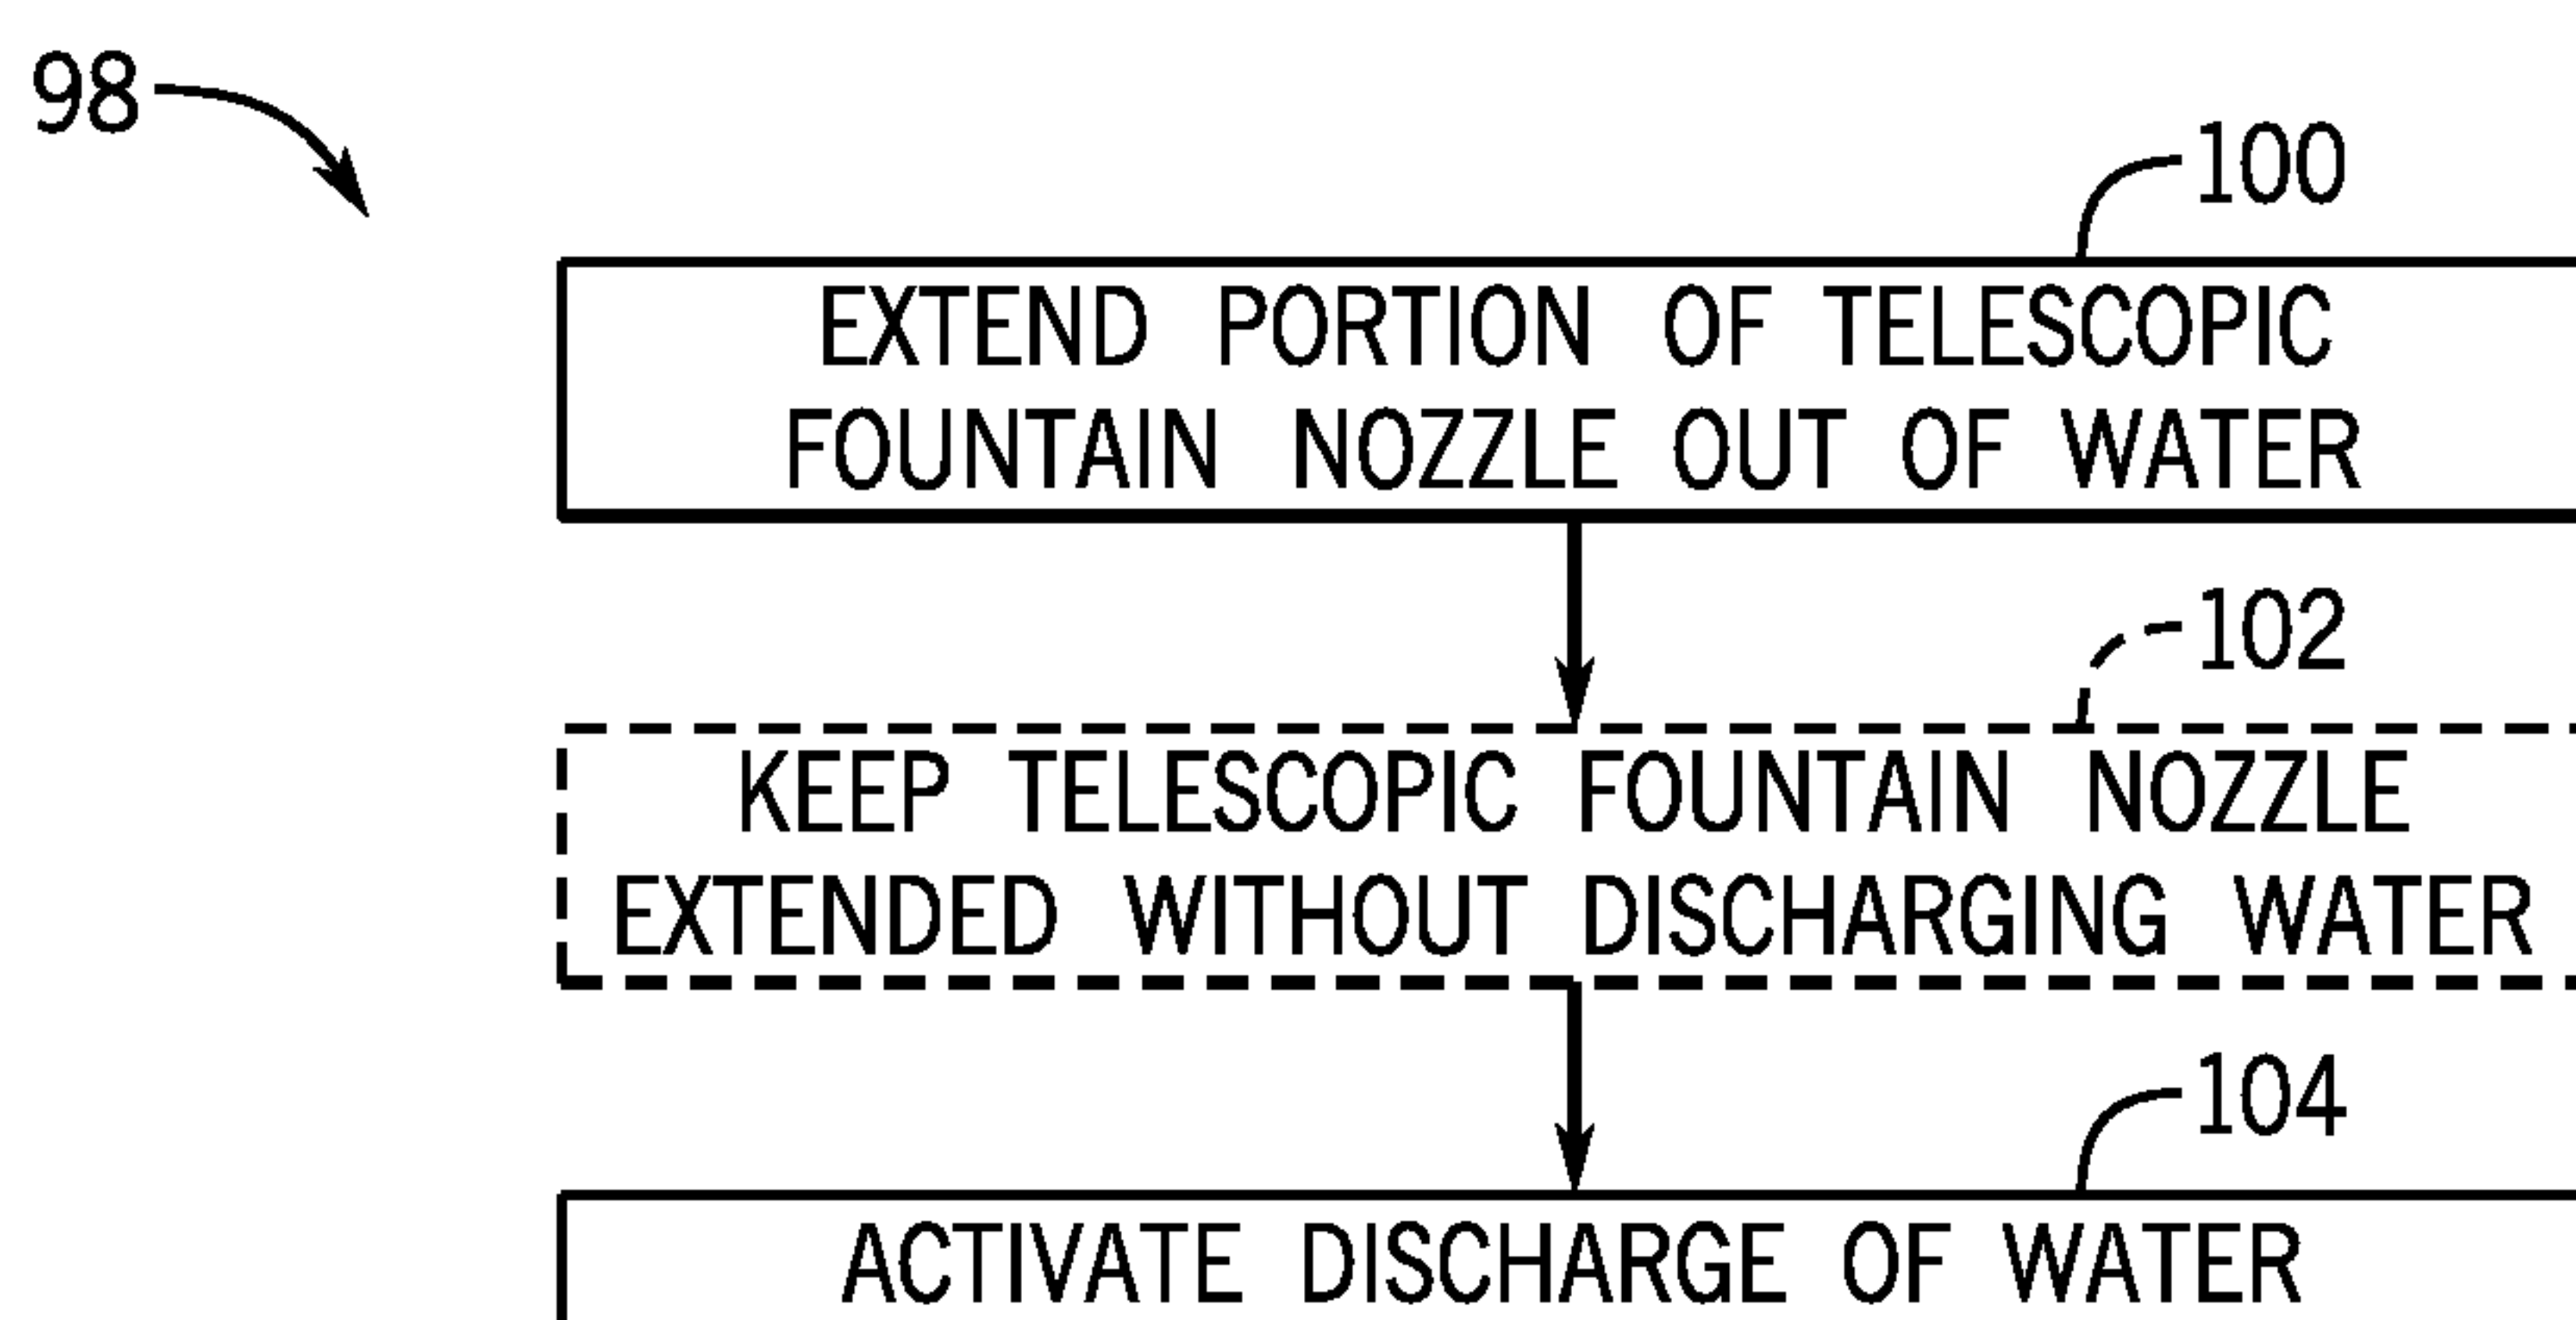 98
100
EXTEND PORTION OF TELESCOPIC
FOUNTAIN NOZZLE OUT OF WATER
102
KEEP TELESCOPIC FOUNTAIN NOZZLE
EXTENDED WITHOUT DISCHARGING WATER
104
ACTIVATE DISCHARGE OF WATER